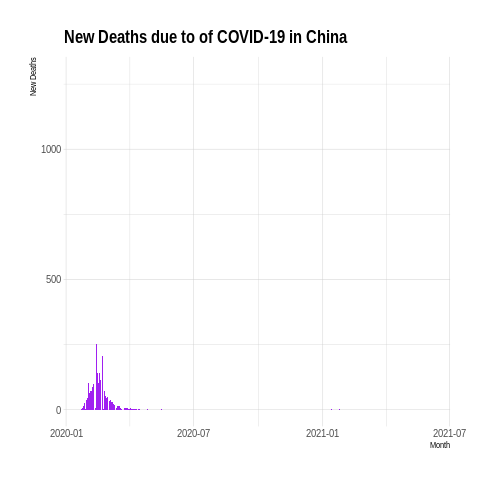 New Deaths due to of COVID-19 in China
New Deaths
1000
500
0
2020-01 2020-07 2021-01 2021-07
Month